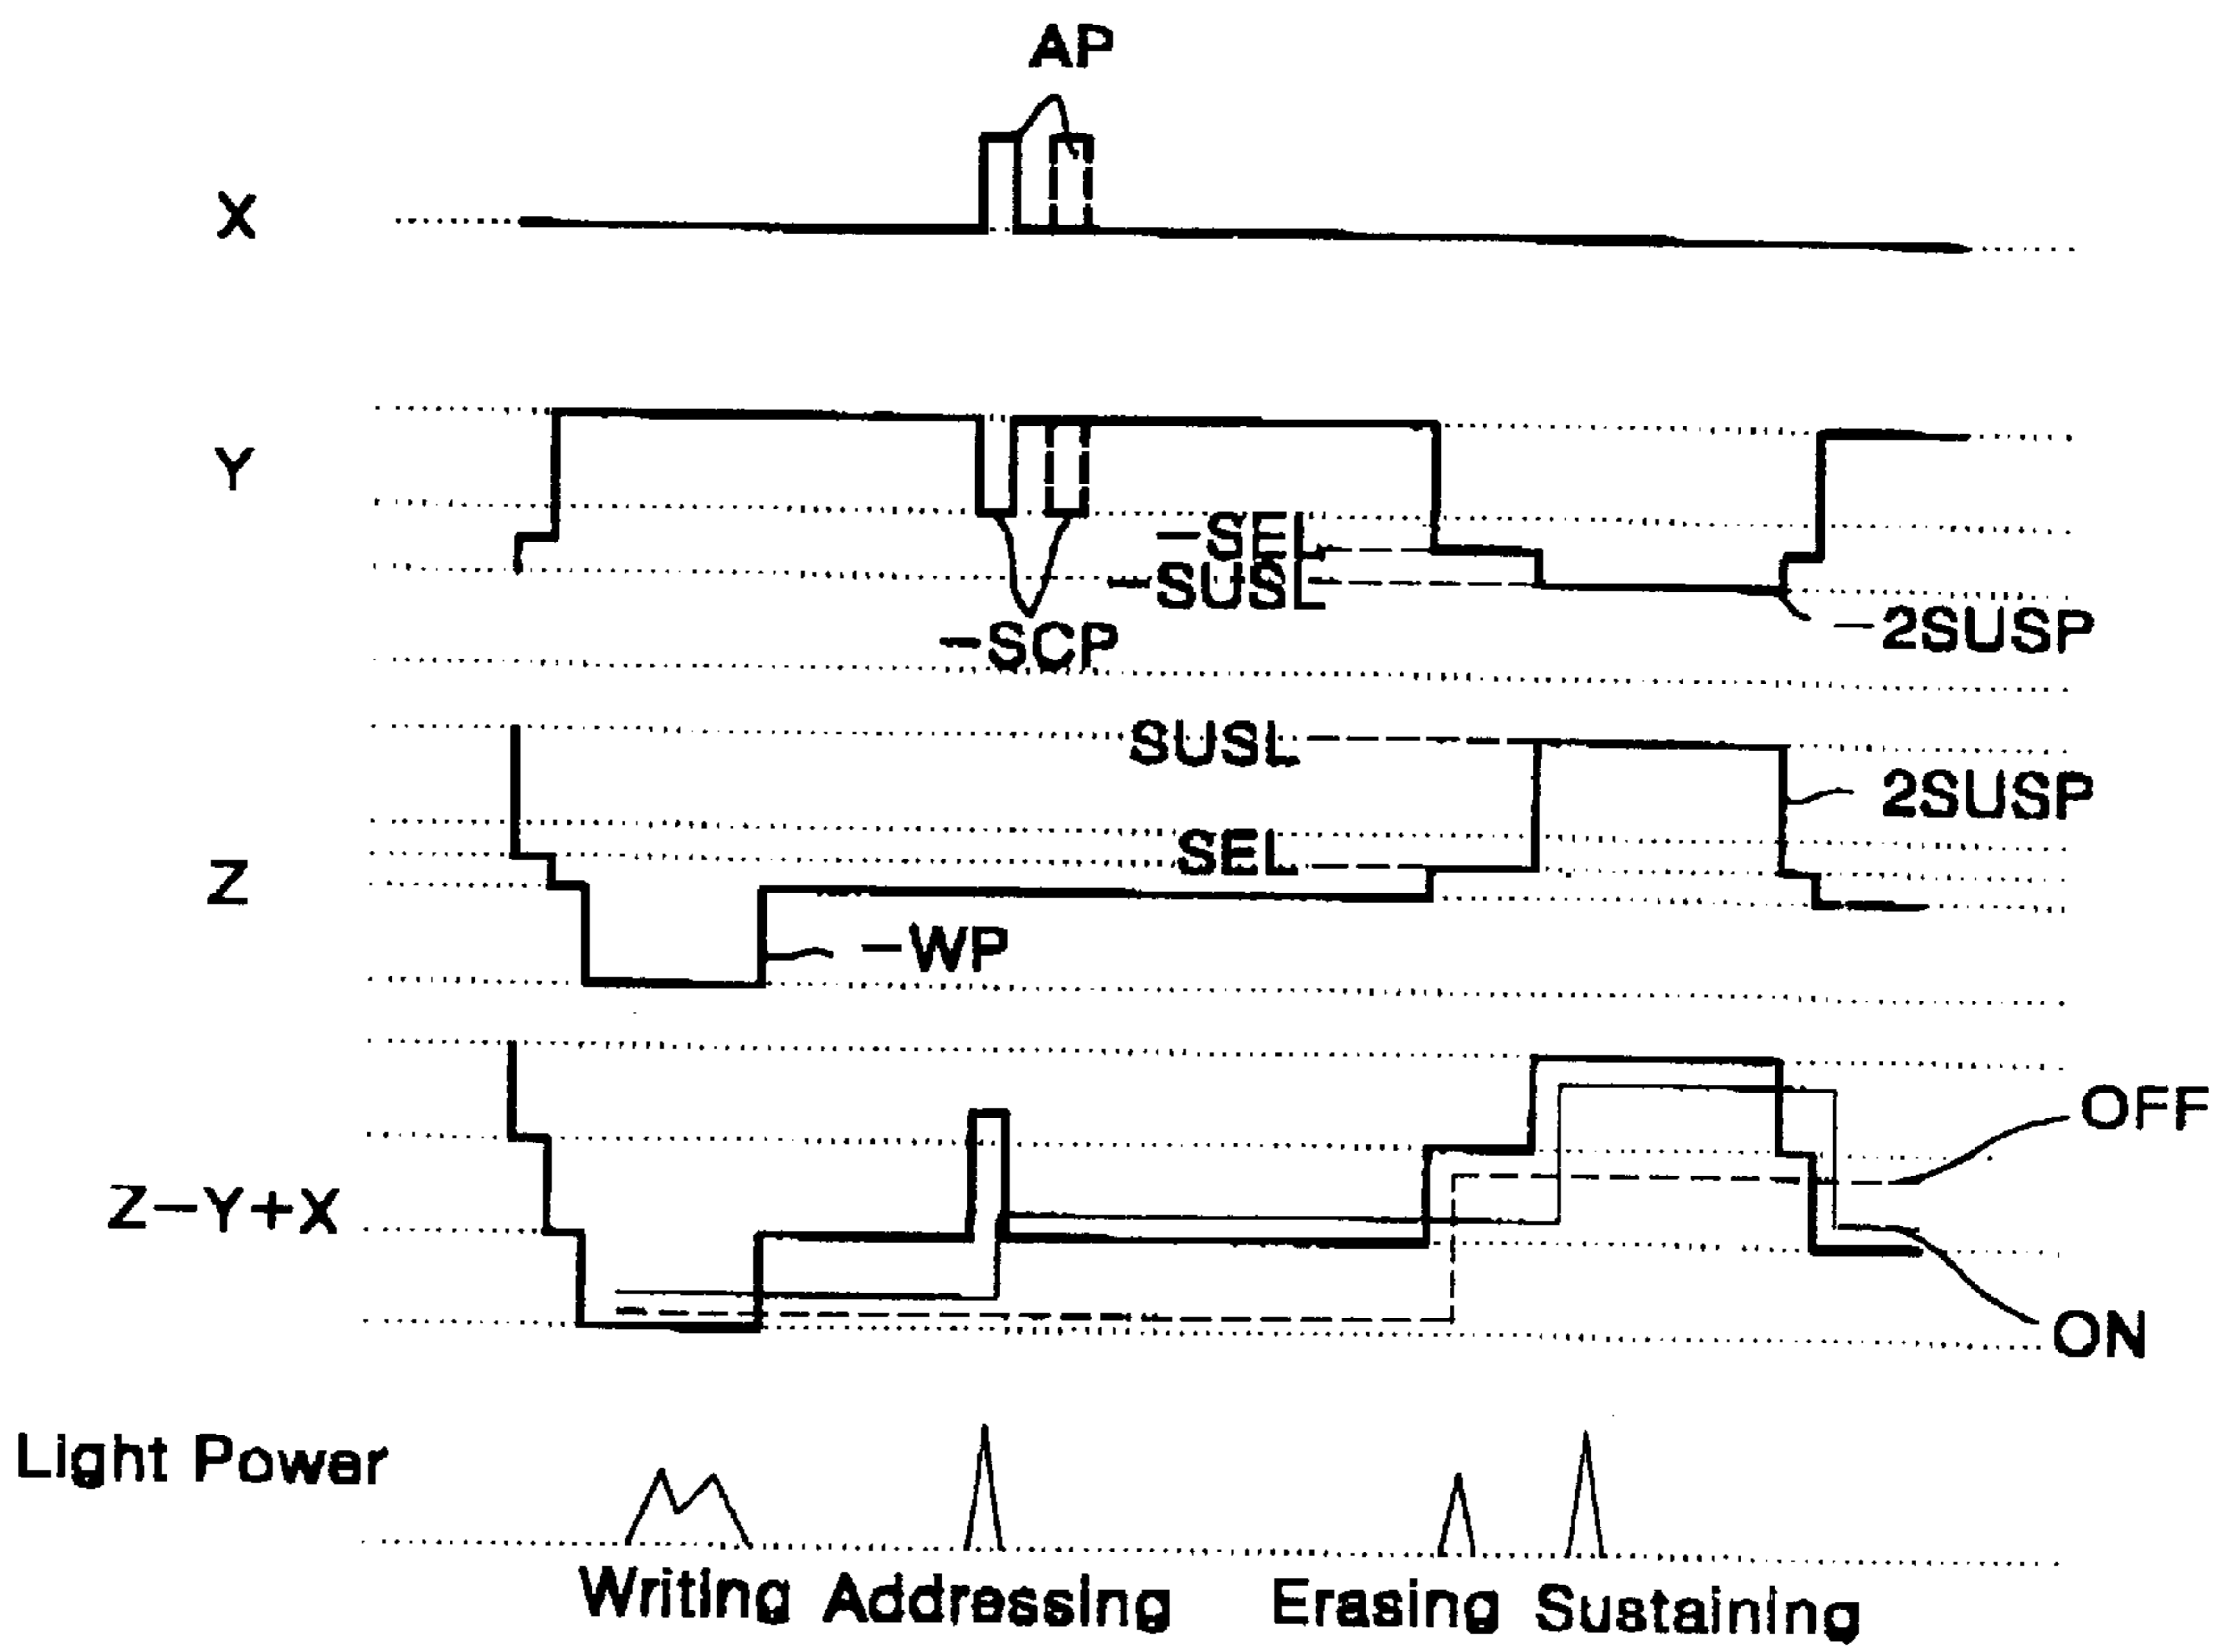 AP
X
Y
-SEL
-SUSL
-SCP
-2SUSP
SUSL
2SUSP
SEL
Z
-WP
OFF
Z-Y+X
ON
Light Power
Writing Addressing Erasing Sustaining